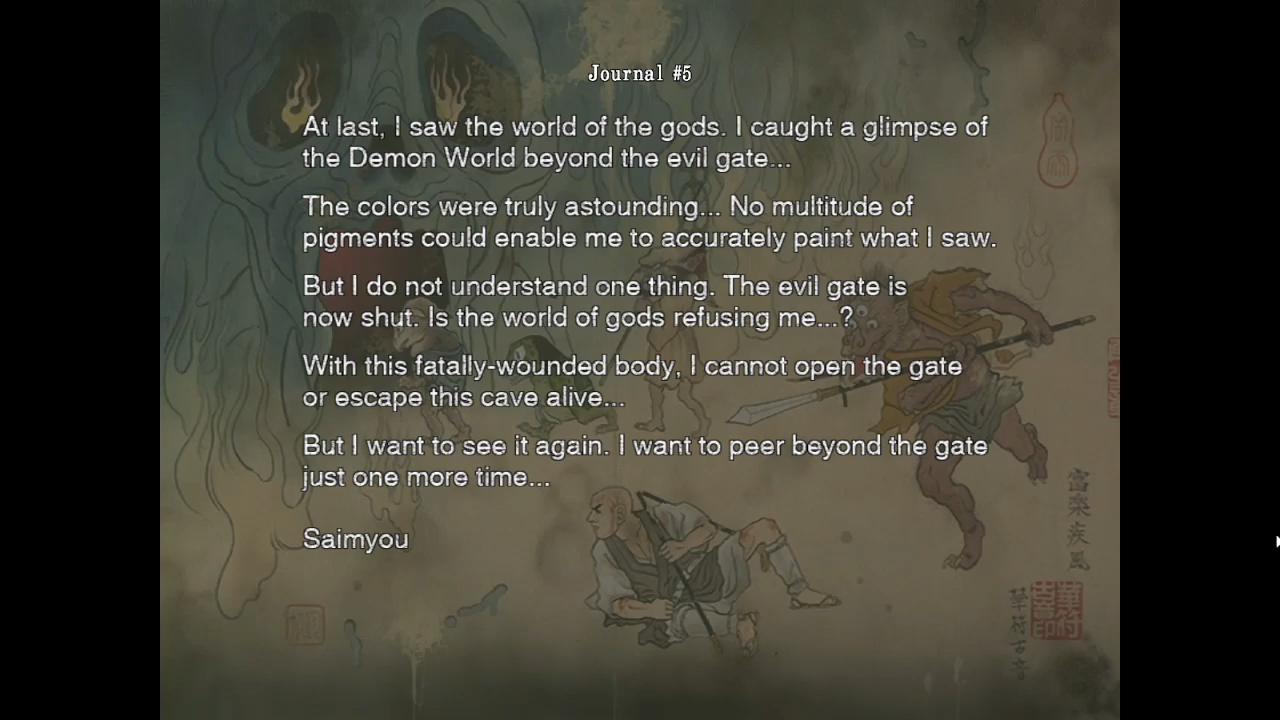 Journal #5
At last, I saw the world of the gods. I caught a glimpse of
the Demon World beyond the evil gate...
The colors were truly astounding... No multitude of
pigments could enable me to accurately paint what I saw.
But I do not understand one thing. The evil gate is
now shut. Is the world of gods refusing me...?
With this fatally-wounded body, I cannot open the gate
or escape this cave alive...
But I want to see it again. I want to peer beyond the gate
just one more time...
Saimyou
富楽疾風